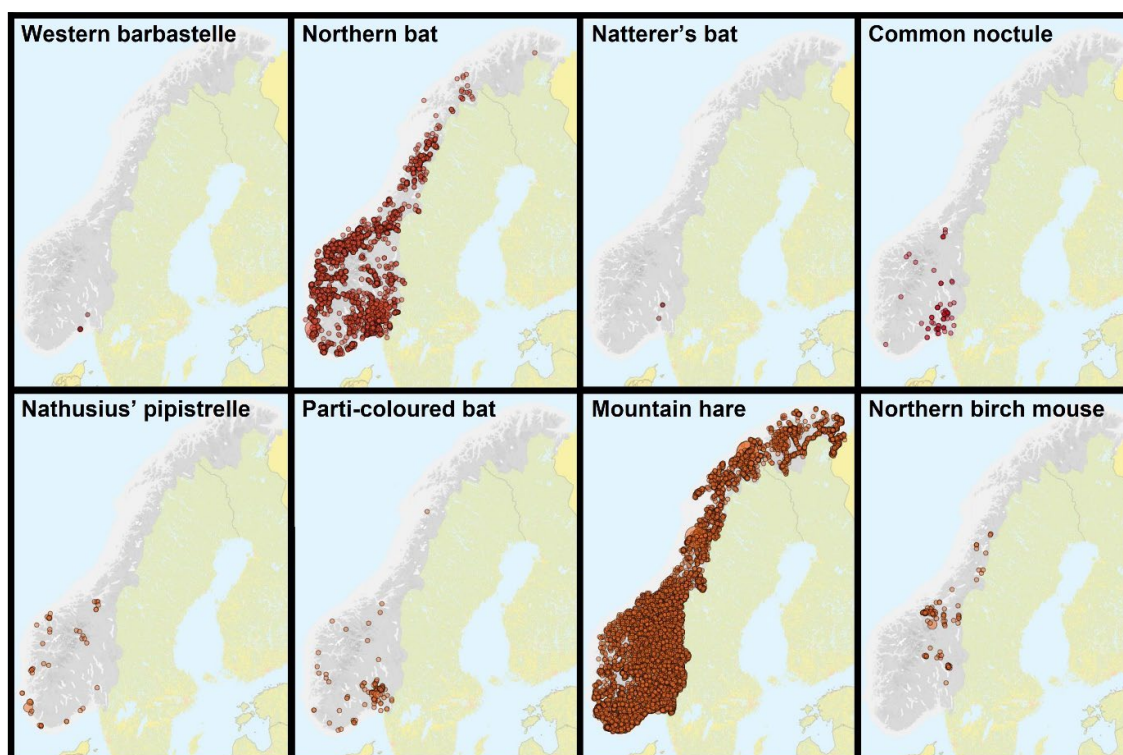 Western barbastelle
Northern bat
Natterer's bat
Common noctule
Nathusius' pipistrelle
Parti-coloured bat
Mountain hare
Northern birch mouse